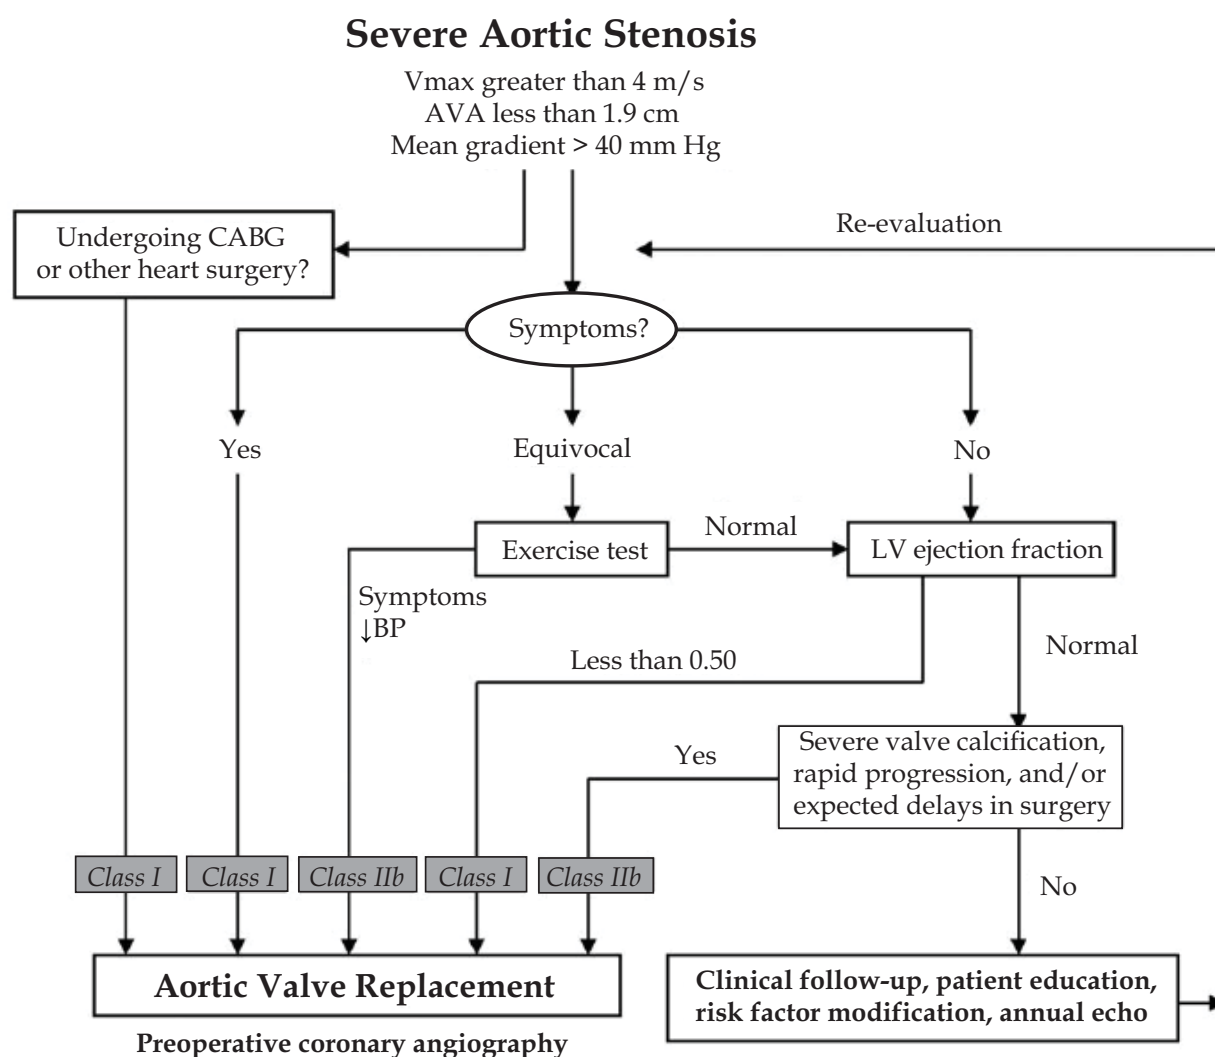 Severe Aortic Stenosis
Vmax greater than 4 m/s
AVA less than 1.9 cm
Mean gradient > 40 mm Hg
Undergoing CABG
or other heart surgery?
Re-evaluation
Symptoms?
Yes
Equivocal
No
Exercise test
Normal
LV ejection fraction
Symptoms
↓BP
Less than 0.50
Normal
Severe valve calcification,
rapid progression, and/or
expected delays in surgery
Yes
Class I
Class I
Class IIb
Class I
Class IIb
No
Aortic Valve Replacement
Preoperative coronary angiography
Clinical follow-up, patient education,
risk factor modification, annual echo